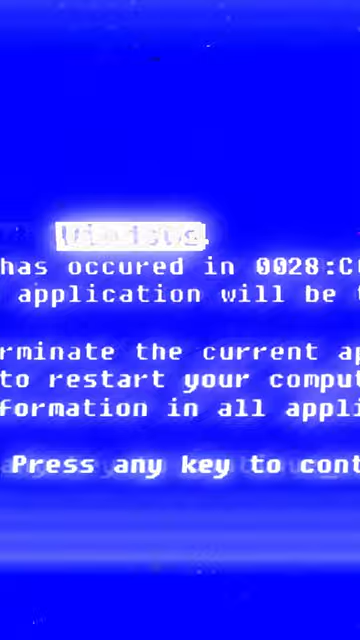 Windows
has occured in 0028:C
application will be
rminate the current ap
to restart your comput
formation in all appli
Press any key to cont